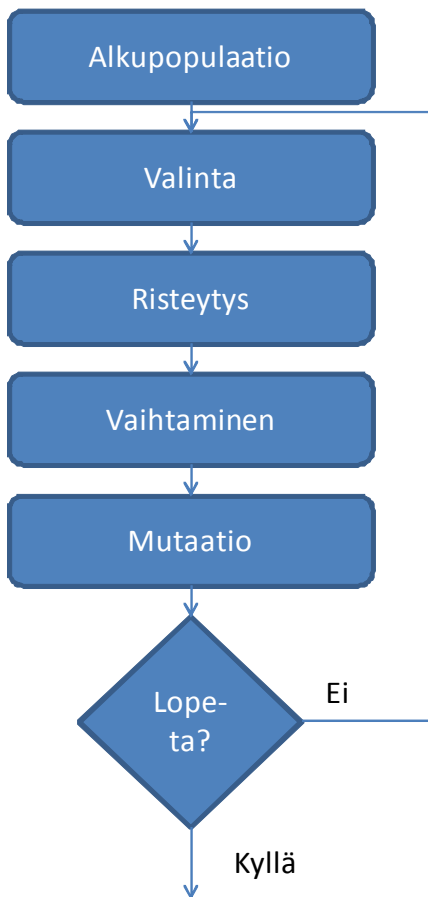 Alkupopulaatio
Valinta
Risteytys
Vaihtaminen
Mutaatio
Lope-
ta?
Ei
Kyllä